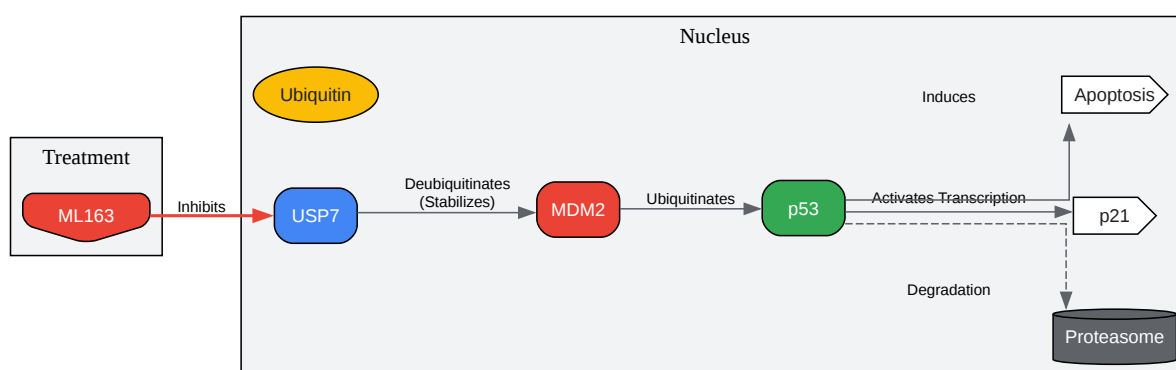 Nucleus
Ubiquitin
Induces
Apoptosis
Treatment
ML163
Inhibits
USP7
Deubiquitinates
(Stabilizes)
MDM2
Ubiquitinates
p53
Activates Transcription
p21
Degradation
Proteasome